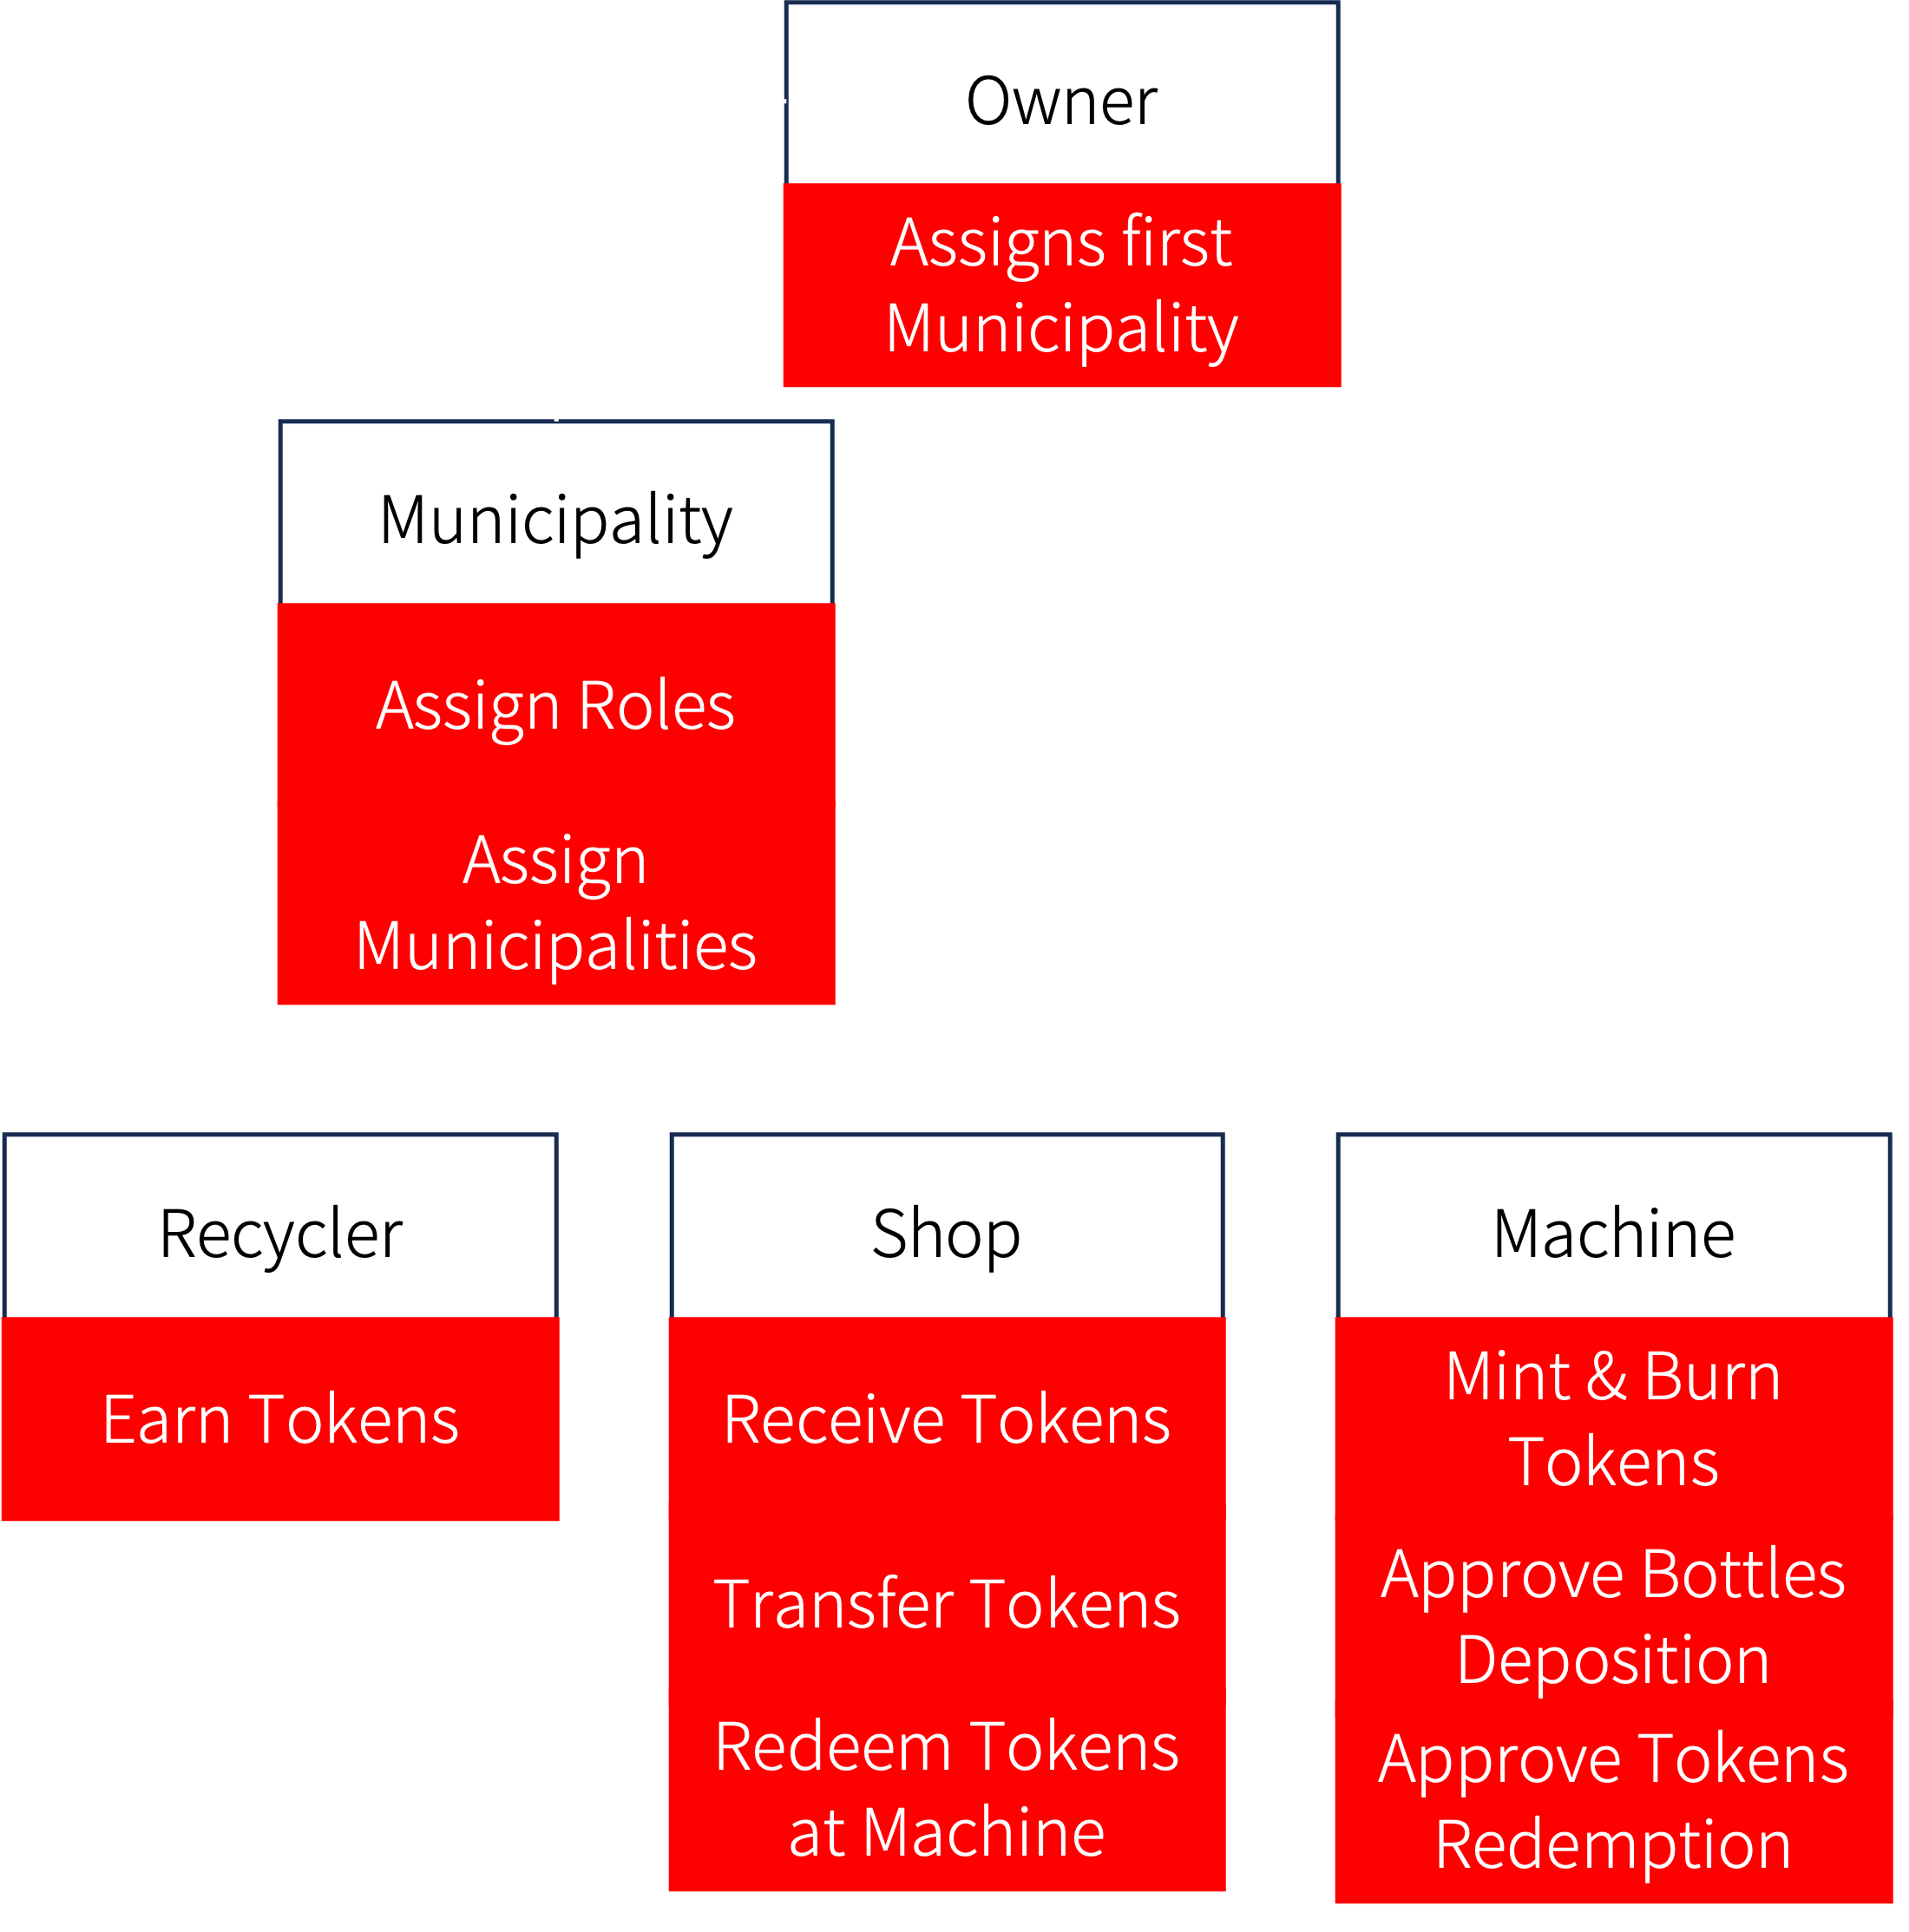 Owner
Assigns first
Municipality
Municipality
Assign Roles
Assign
Municipalities
Recycler
Earn Tokens
Shop
Receive Tokens
Transfer Tokens
Redeem Tokens
at Machine
Machine
Mint & Burn
Tokens
Approve Bottles
Deposition
Approve Tokens
Redemption